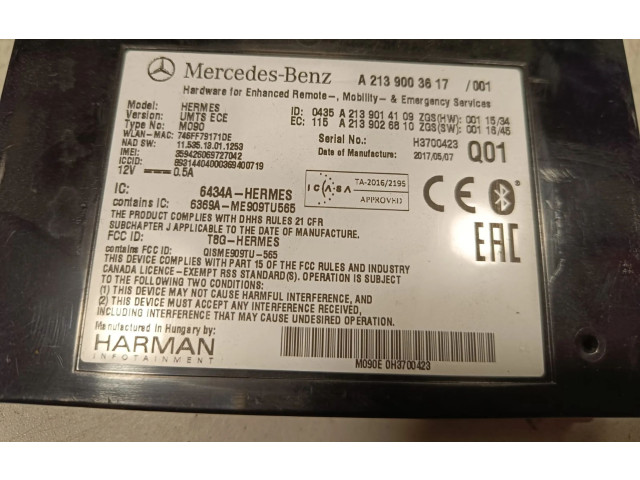 Mercedes-Benz A 213 900 36 17 /001
Hardware for Enhanced Remote-, Mobility- & Emergency Services
Model: HERMES ID: 0435 A 213 901 41 09 ZGS(HW): 001 15/34
Version: UMTS ECE EC: 115 A 213 902 68 10 ZGS(SW): 001 16/45
Type No: M090
WLAN-MAC: 746FF79171DE Serial No.: H3700423
NAD SW: 11.535.13.01.1253 Date of Manufacture: 2017/05/07 Q01
IMEI: 359426069727042
ICCID: 89314404000369400719
12V 0.5A
IC: 6434A-HERMES
contains IC: 6369A-ME909TU565
ICASA TA-2016/2195
APPROVED
CE
EAC
THE PRODUCT COMPLIES WITH DHHS RULES 21 CFR
SUBCHAPTER J APPLICABLE TO THE DATE OF MANUFACTURE.
FCC ID: T8G-HERMES
contains FCC ID: QISME909TU-565
THIS DEVICE COMPLIES WITH PART 15 OF THE FCC RULES AND INDUSTRY
CANADA LICENCE-EXEMPT RSS STANDARD(S). OPERATION IS SUBJECT
TO THE FOLLOWING TWO CONDITIONS:
(1) THIS DEVICE MAY NOT CAUSE HARMFUL INTERFERENCE, AND
(2) THIS DEVICE MUST ACCEPT ANY INTERFERENCE RECEIVED,
INCLUDING INTERFERENCE THAT MAY CAUSE UNDESIRED OPERATION.
Manufactured in Hungary by:
HARMAN
INFOTAINMENT
M090E 0H3700423